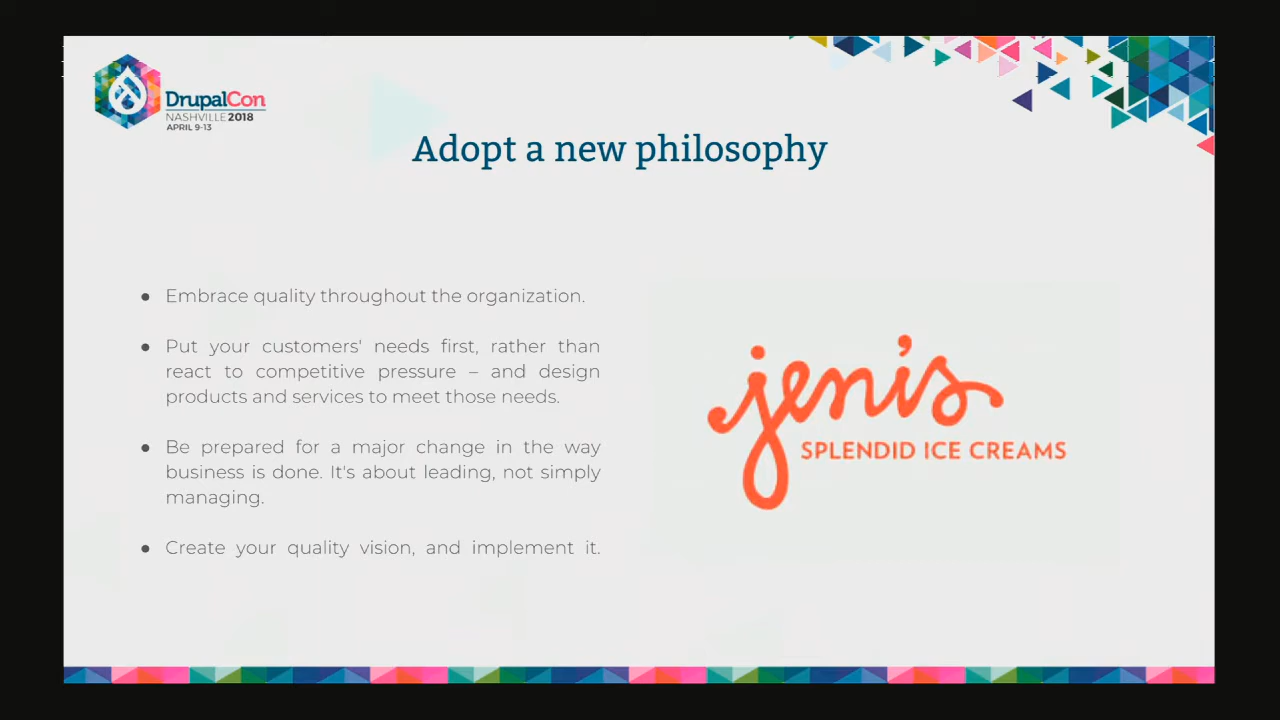 DrupalCon
NASHVILLE 2018
APRIL 9-13
Adopt a new philosophy
● Embrace quality throughout the organization.
● Put your customers' needs first, rather than
react to competitive pressure – and design
products and services to meet those needs.
● Be prepared for a major change in the way
business is done. It's about leading, not simply
managing.
● Create your quality vision, and implement it.
jeni's
SPLENDID ICE CREAMS